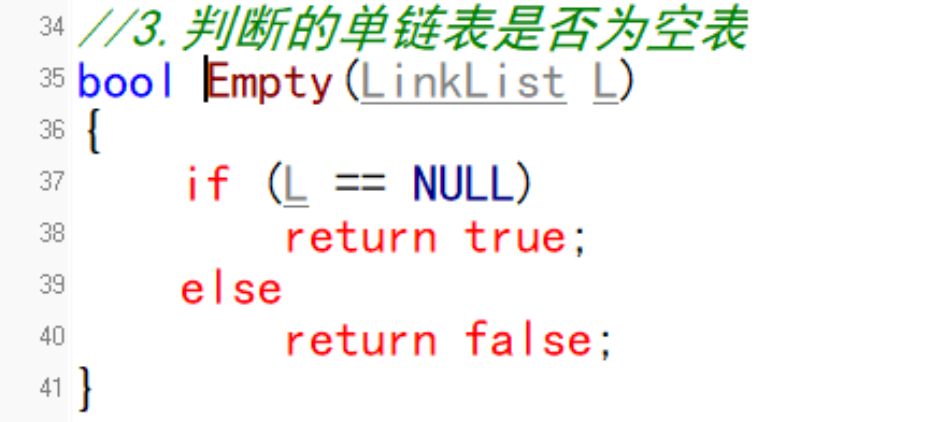 34 //3.判断的单链表是否为空表
35 bool Empty(LinkList L)
36 {
37 if (L == NULL)
38 return true;
39 else
40 return false;
41 }